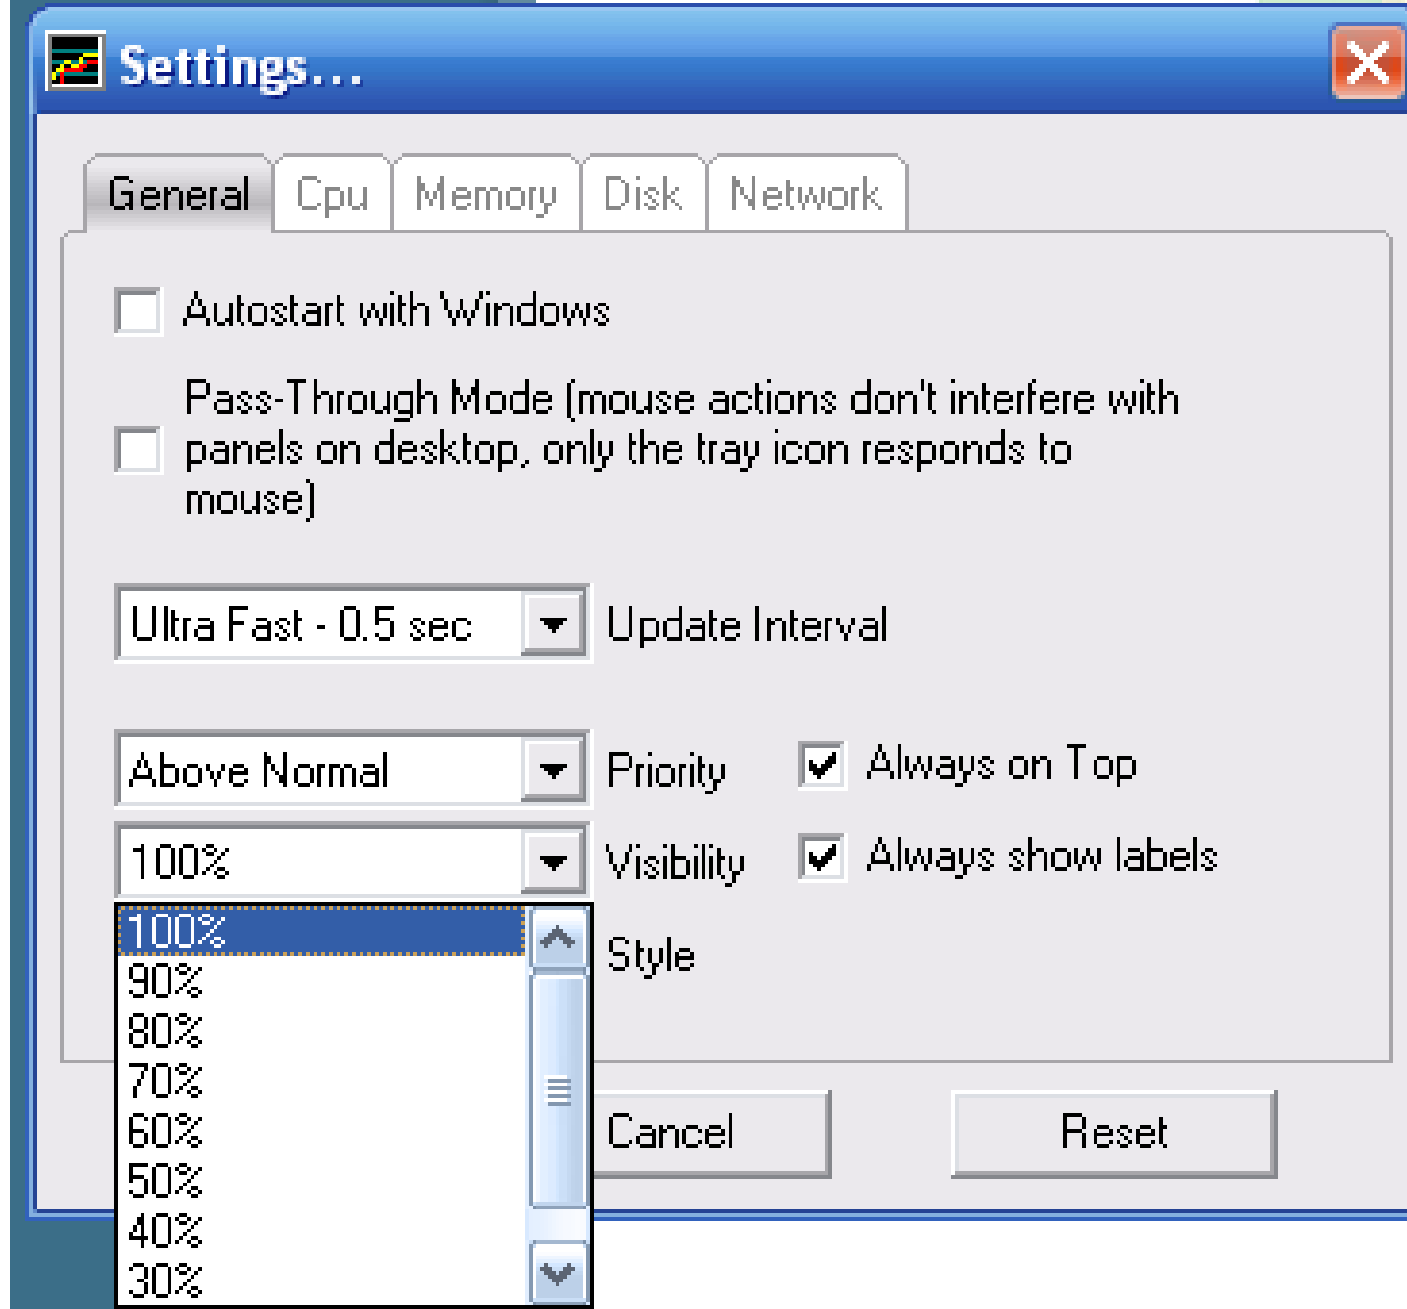 Settings...
General Cpu Memory Disk Network
Autostart with Windows
Pass-Through Mode (mouse actions don't interfere with
panels on desktop, only the tray icon responds to
mouse)
Ultra Fast - 0.5 sec Update Interval
Above Normal Priority Always on Top
100% Visibility Always show labels
100%
Style
90%
80%
70%
60%
Cancel Reset
50%
40%
30%